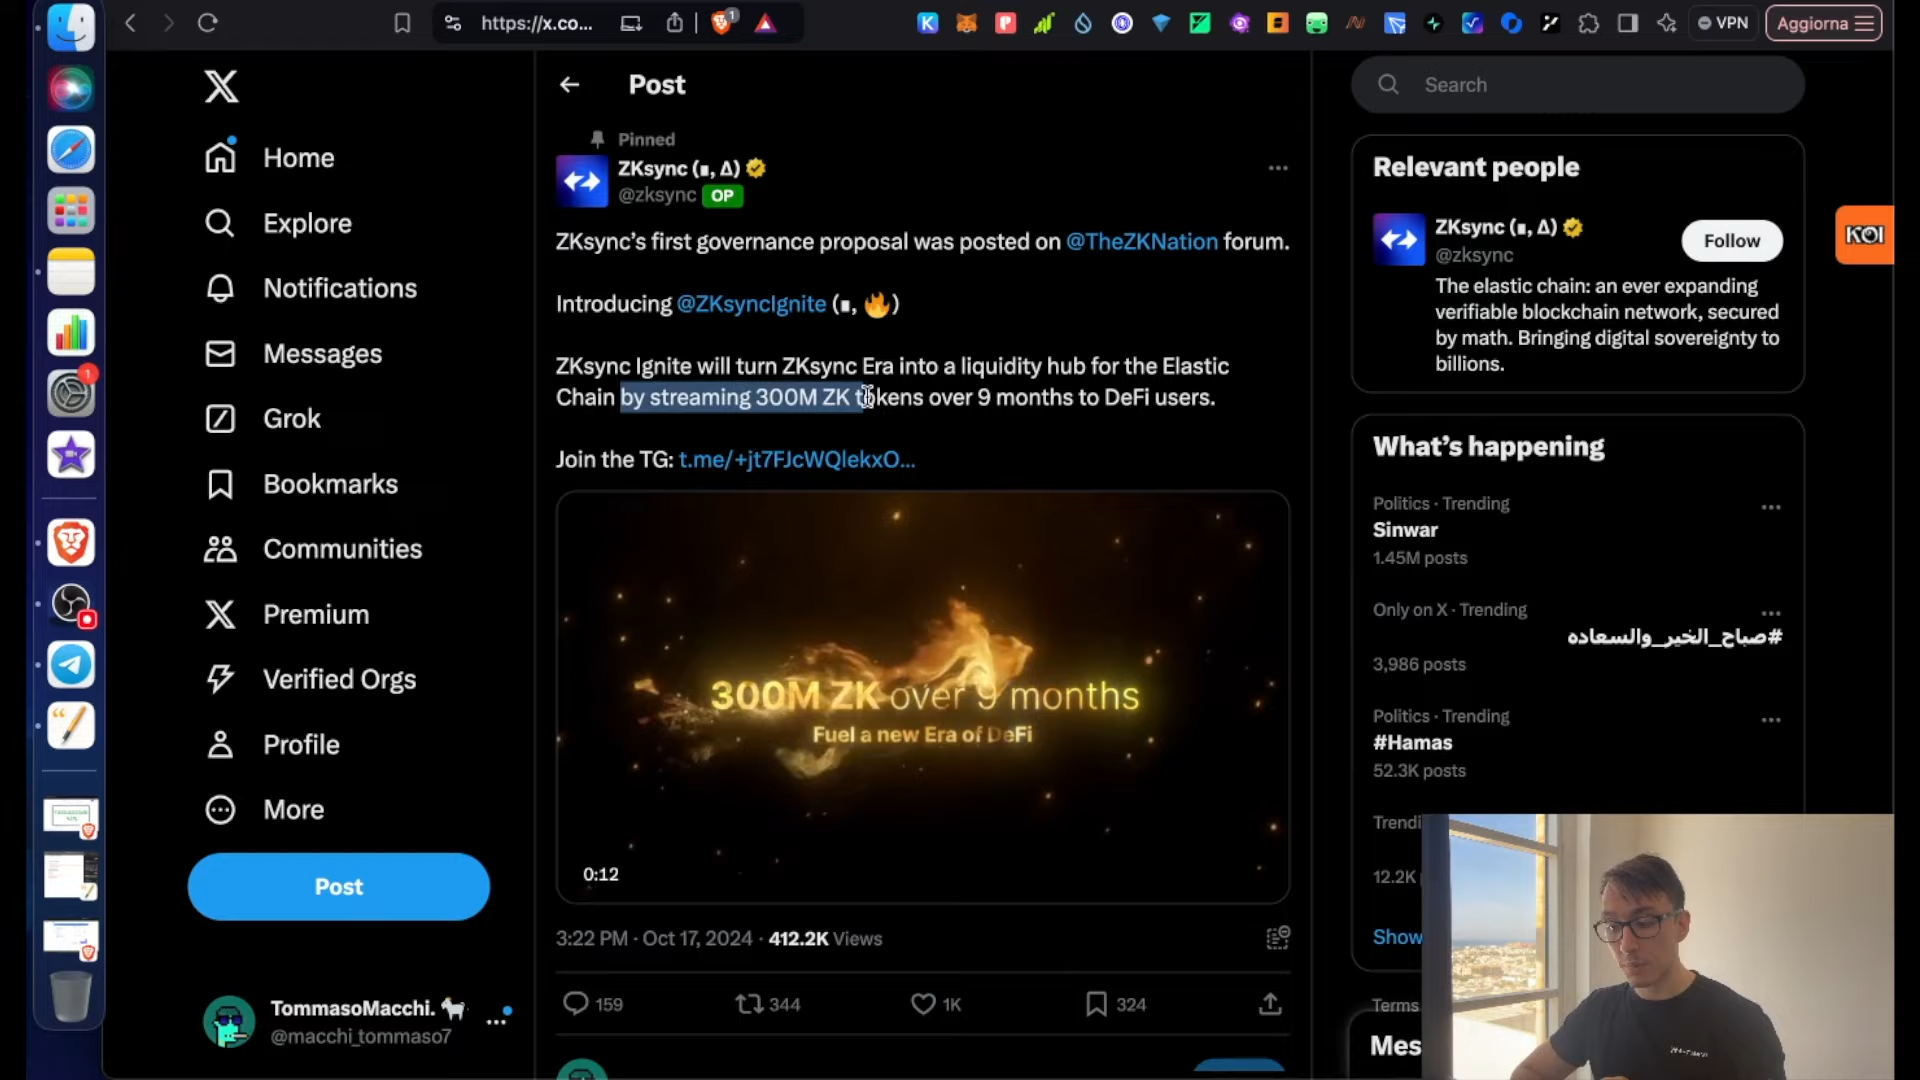 https://x.co...
1
VPN
Aggiorna
Home
Explore
Notifications
Messages
Grok
Bookmarks
Communities
Premium
Verified Orgs
Profile
More
Post
TommasoMacchi.
@macchi_tommaso7
1
Post
Pinned
ZKsync (∎, ∆)
@zksync OP
ZKsync’s first governance proposal was posted on @TheZKNation forum.
Introducing @ZKsyncIgnite (∎, 🔥)
ZKsync Ignite will turn ZKsync Era into a liquidity hub for the Elastic
Chain by streaming 300M ZK tokens over 9 months to DeFi users.
Join the TG: t.me/+jt7FJcWQlekxO...
300M ZK over 9 months
Fuel a new Era of DeFi
0:12
3:22 PM · Oct 17, 2024 · 412.2K Views
159 344 1K 324
Search
Relevant people
ZKsync (∎, ∆)
@zksync
Follow
The elastic chain: an ever expanding
verifiable blockchain network, secured
by math. Bringing digital sovereignty to
billions.
KOI
What’s happening
Politics · Trending
Sinwar
1.45M posts
Only on X · Trending
#صباح_الخير_والسعاده
3,986 posts
Politics · Trending
#Hamas
52.3K posts
Trendi
12.2K
Show
Terms
Mes